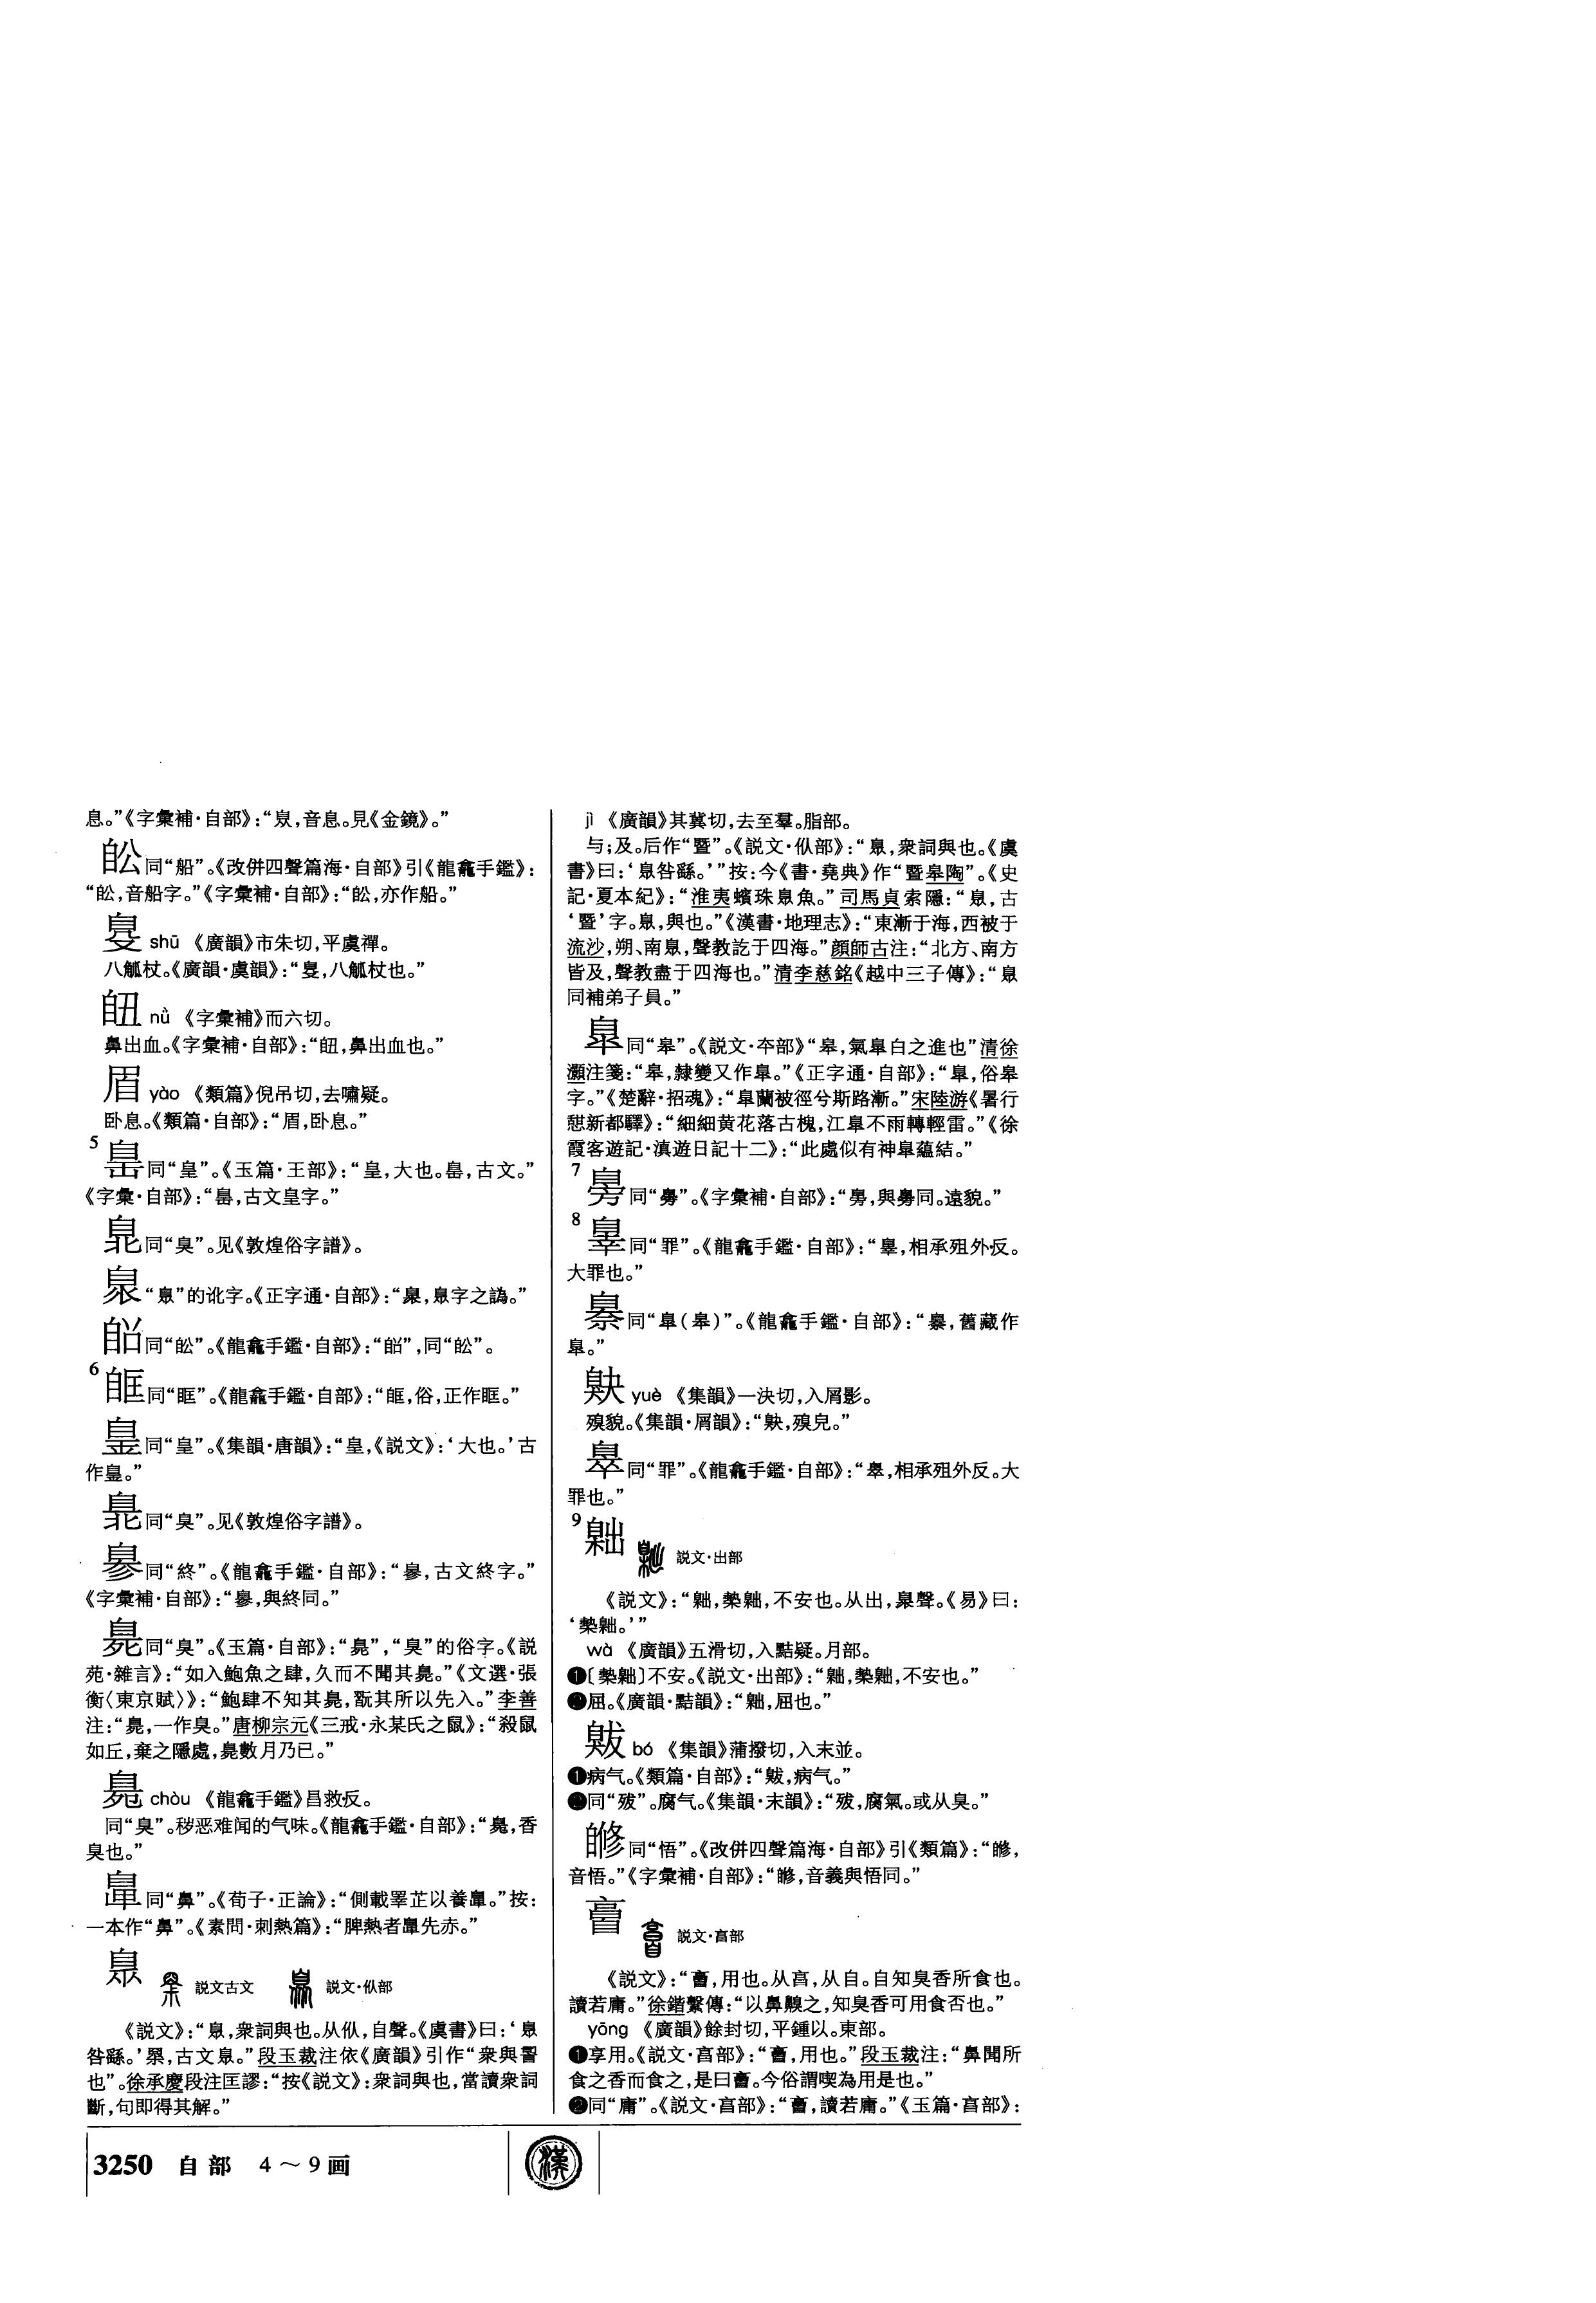 息。”《字彙補·自部》:“㚖,音息。見《金鏡》。”
同“船”。《改併四聲篇海·自部》引《龍龕手鑑》:
“ ,音船字。”《字彙補·自部》:“ ,亦作船。”
shū 《廣韻》市朱切,平虞禪。
八觚杖。《廣韻·虞韻》:“ ,八觚杖也。”
nǜ 《字彙補》而六切。
鼻出血。《字彙補·自部》:“ ,鼻出血也。”
yào 《類篇》倪吊切,去嘯疑。
卧息。《類篇·自部》:“ ,卧息。”
5
同“皇”。《玉篇·王部》:“皇,大也。 ,古文。”
《字彙·自部》:“ ,古文皇字。”
同“臭”。见《敦煌俗字譜》。
“臮”的讹字。《正字通·自部》:“ ,臮字之譌。”
同“ ”。《龍龕手鑑·自部》:“ ”,同“ ”。
6
同“眶”。《龍龕手鑑·自部》:“ ,俗,正作眶。”
同“皇”。《集韻·唐韻》:“皇,《説文》:‘大也。’古
作 。”
同“臭”。见《敦煌俗字譜》。
同“終”。《龍龕手鑑·自部》:“ ,古文終字。”
《字彙補·自部》:“ ,與終同。”
臰同“臭”。《玉篇·自部》:“臰”,“臭”的俗字。《説
苑·雜言》:“如入鮑魚之肆,久而不聞其臰。”《文選·張
衡〈東京賦〉》:“鮑肆不知其臰,翫其所以先入。”李善
注:“臰,一作臭。”唐柳宗元《三戒·永某氏之鼠》:“殺鼠
如丘,棄之隱處,臰數月乃已。”
chòu 《龍龕手鑑》昌救反。
同“臭”。秽恶难闻的气味。《龍龕手鑑·自部》:“ ,香
臭也。”
同“鼻”。《荀子·正論》:“側載睪芷以養 。”按:
一本作“鼻”。《素問·刺熱篇》:“脾熱者 先赤。”
臮 説文古文 説文·㐺部
《説文》:“臮,衆詞與也。从㐺,自聲。《虞書》曰:‘臮
咎繇。’ ,古文臮。”段玉裁注依《廣韻》引作“衆與詈
也”。徐承慶段注匡謬:“按《説文》:衆詞與也,當讀衆詞
斷,句即得其解。”
jì 《廣韻》其冀切,去至羣。脂部。
与;及。后作“暨”。《説文·㐺部》:“臮,衆詞與也。《虞
書》曰:‘臮咎繇。’”按:今《書·堯典》作“暨皋陶”。《史
記·夏本紀》:“淮夷蠙珠臮魚。”司馬貞索隱:“臮,古
‘暨’字。臮,與也。”《漢書·地理志》:“東漸于海,西被于
流沙,朔、南臮,聲教訖于四海。”顔師古注:“北方、南方
皆及,聲教盡于四海也。”清李慈銘《越中三子傳》:“臮
同補弟子員。”
臯同“皋”。《説文·夲部》“皋,氣臯白之進也”清徐
灝注箋:“皋,隸變又作臯。”《正字通·自部》:“臯,俗皋
字。”《楚辭·招魂》:“臯蘭被徑兮斯路漸。”宋陸游《暑行
憇新都驛》:“細細黄花落古槐,江臯不雨轉輕雷。”《徐
霞客遊記·滇遊日記十二》:“此處似有神臯藴結。”
7
同“臱”。《字彙補·自部》:“ ,與臱同。遠貌。”
8
辠同“罪”。《龍龕手鑑·自部》:“辠,相承徂外反。
大罪也。”
同“臯(皋)”。《龍龕手鑑·自部》:“ ,舊藏作
臯。”
yuè 《集韻》一決切,入屑影。
殠貌。《集韻·屑韻》:“ ,殠皃。”
同“罪”。《龍龕手鑑·自部》:“ ,相承徂外反。大
罪也。”
9
説文·出部
《説文》:“ , ,不安也。从出,臬聲。《易》曰:
‘ 。’”
wà 《廣韻》五滑切,入黠疑。月部。
❶〔 〕不安。《説文·出部》:“ , ,不安也。”
❷屈。《廣韻·黠韻》:“ ,屈也。”
bó 《集韻》蒲撥切,入末並。
❶病气。《類篇·自部》:“ ,病气。”
❷同“ ”。腐气。《集韻·末韻》:“ ,腐氣。或从臭。”
同“悟”。《改併四聲篇海·自部》引《類篇》:“ ,
音悟。”《字彙補·自部》:“ ,音義與悟同。”
説文·亯部
《説文》:“ ,用也。从亯,从自。自知臭香所食也。
讀若庸。”徐鍇繫傳:“以鼻齅之,知臭香可用食否也。”
yōng 《廣韻》餘封切,平鍾以。東部。
❶享用。《説文·亯部》:“ ,用也。”段玉裁注:“鼻聞所
食之香而食之,是曰 。今俗謂喫為用是也。”
❷同“庸”。《説文·亯部》:“ ,讀若庸。”《玉篇·亯部》:
3250 自部 4~9画
漢